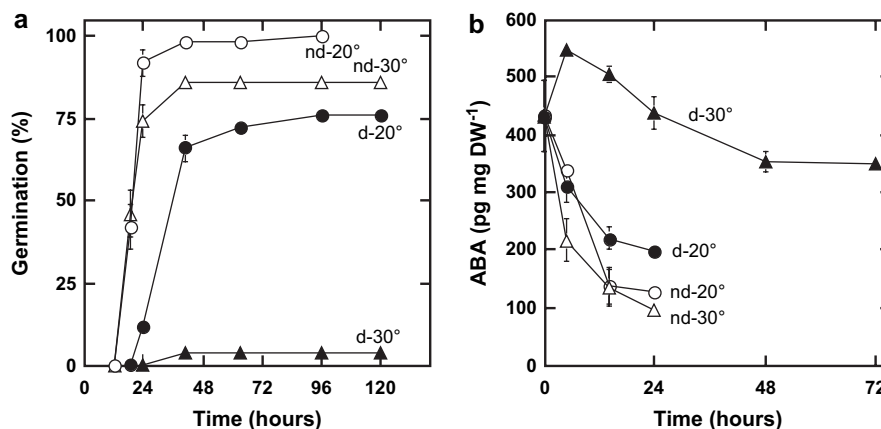 a
100
75
50
25
0
Germination (%)
nd-20°
nd-30°
d-20°
d-30°
0 24 48 72 96 120
Time (hours)
b
600
500
400
300
200
100
0
ABA (pg mg DW⁻¹)
d-30°
d-20°
nd-20°
nd-30°
0 24 48 72
Time (hours)